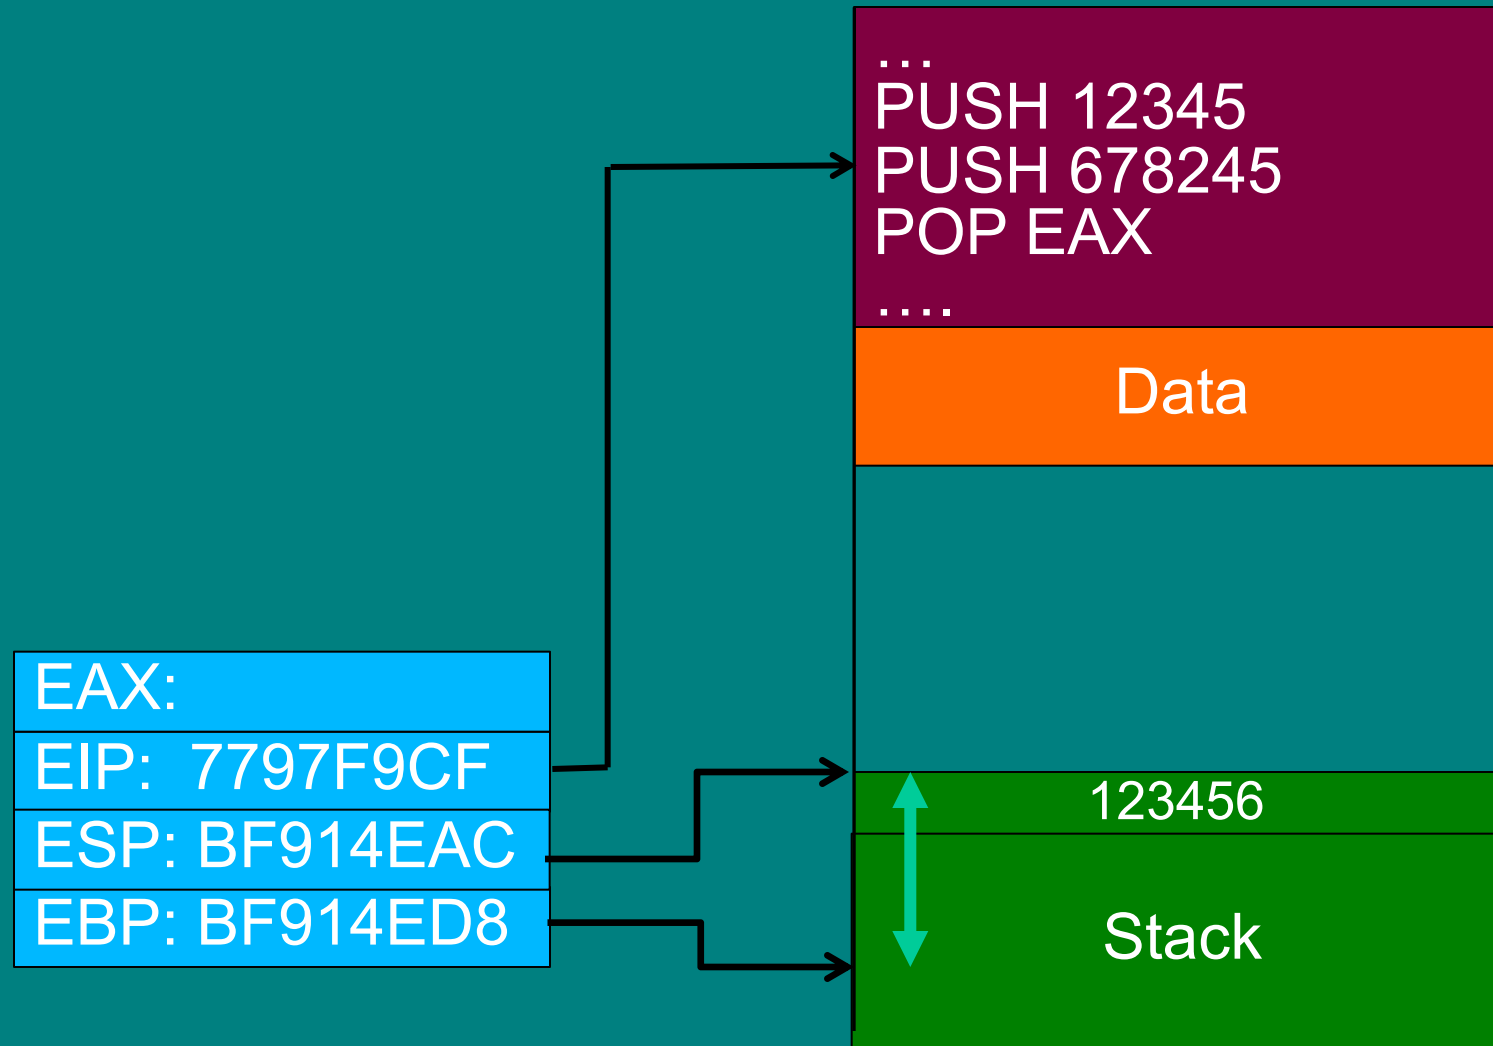 ...
PUSH 12345
PUSH 678245
POP EAX
....
Data
EAX:
EIP: 7797F9CF
ESP: BF914EAC
EBP: BF914ED8
123456
Stack